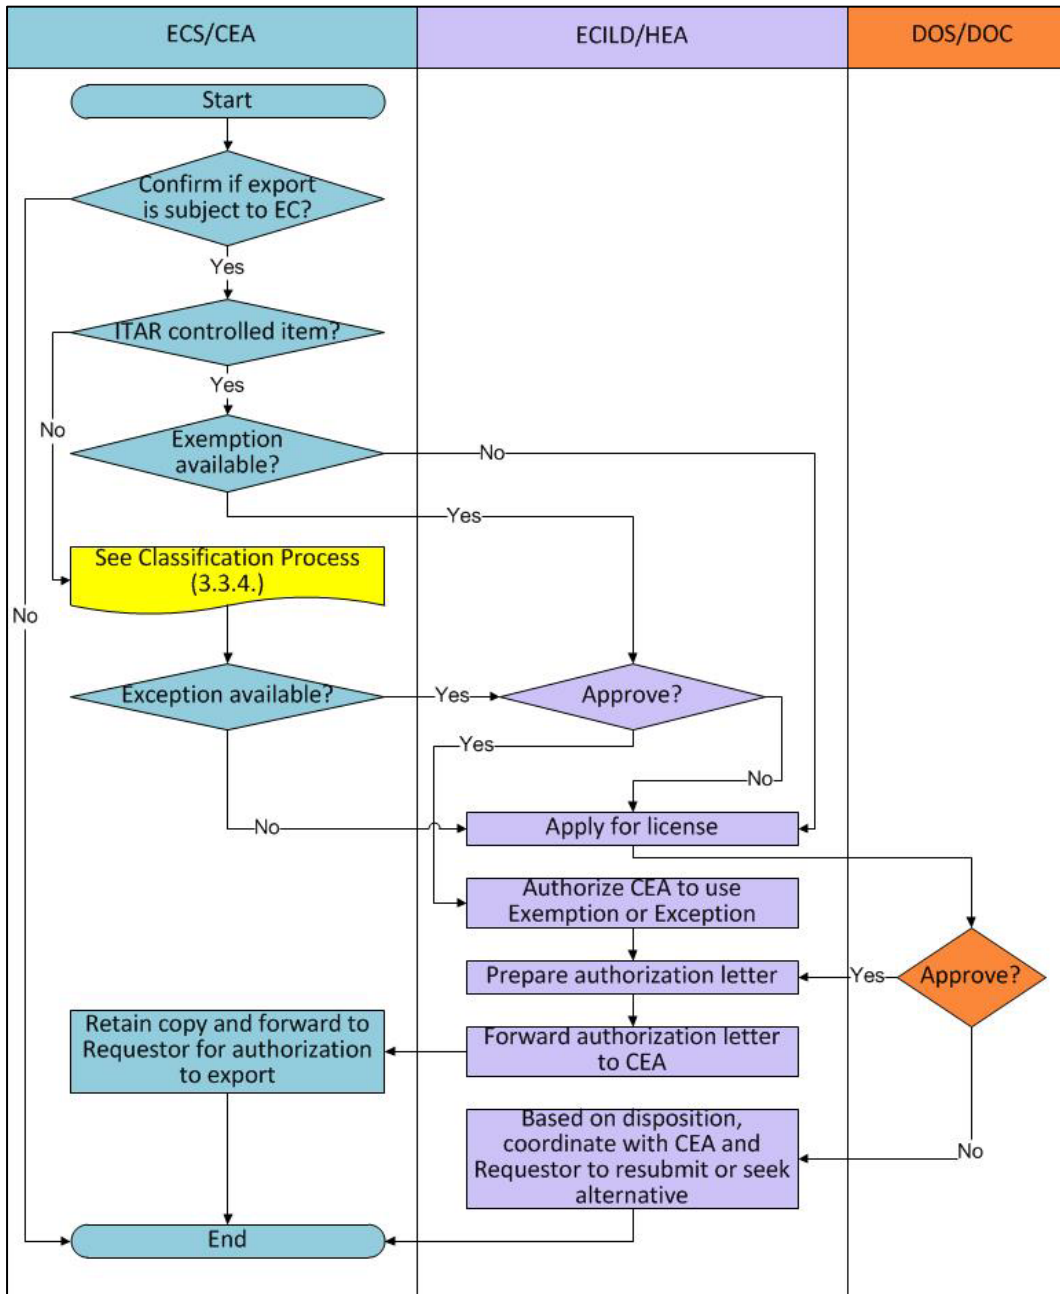 ECS/CEA
ECILD/HEA
DOS/DOC
Start
Confirm if export
is subject to EC?
Yes
ITAR controlled item?
Yes
No
Exemption
available?
No
Yes
See Classification Process
(3.3.4.)
No
Exception available?
Yes
Approve?
Yes
No
No
Apply for license
Authorize CEA to use
Exemption or Exception
Prepare authorization letter
Yes
Approve?
Retain copy and forward to
Requestor for authorization
to export
Forward authorization letter
to CEA
Based on disposition,
coordinate with CEA and
Requestor to resubmit or seek
alternative
No
End